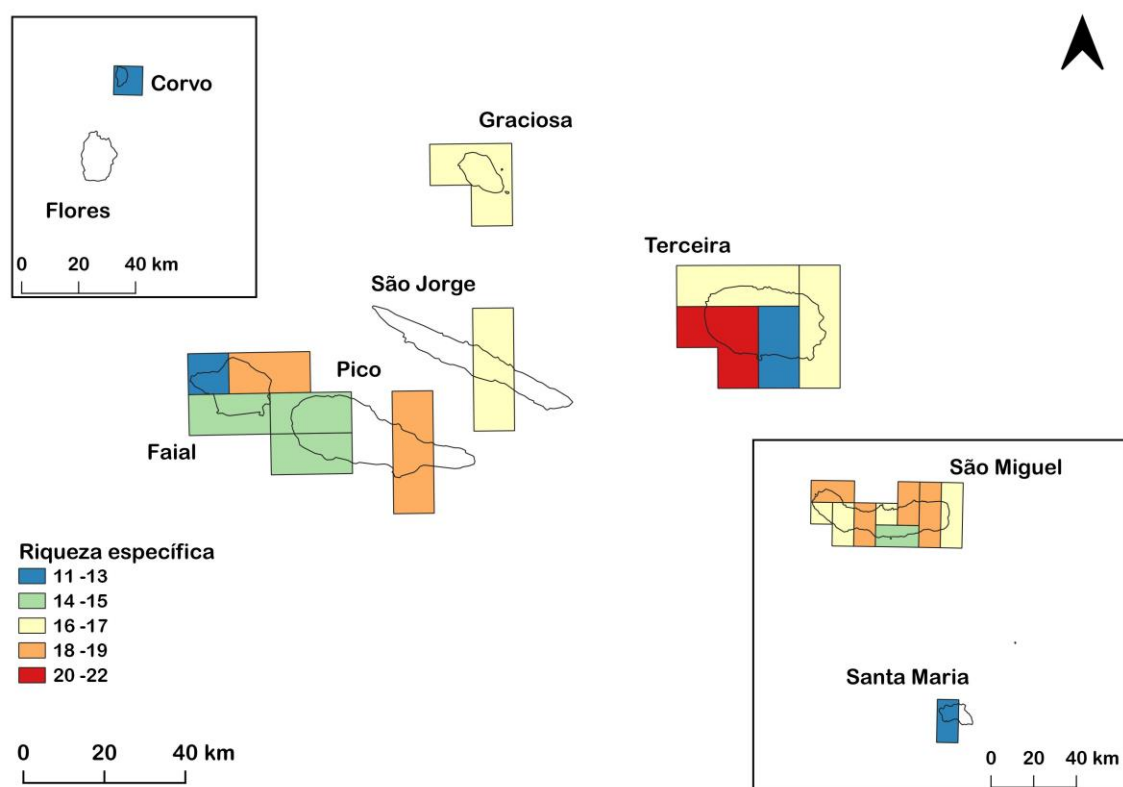 Corvo
Flores
0 20 40 km
Graciosa
Terceira
São Jorge
Pico
Faial
São Miguel
Santa Maria
0 20 40 km
Riqueza específica
11 -13
14 -15
16 -17
18 -19
20 -22
0 20 40 km